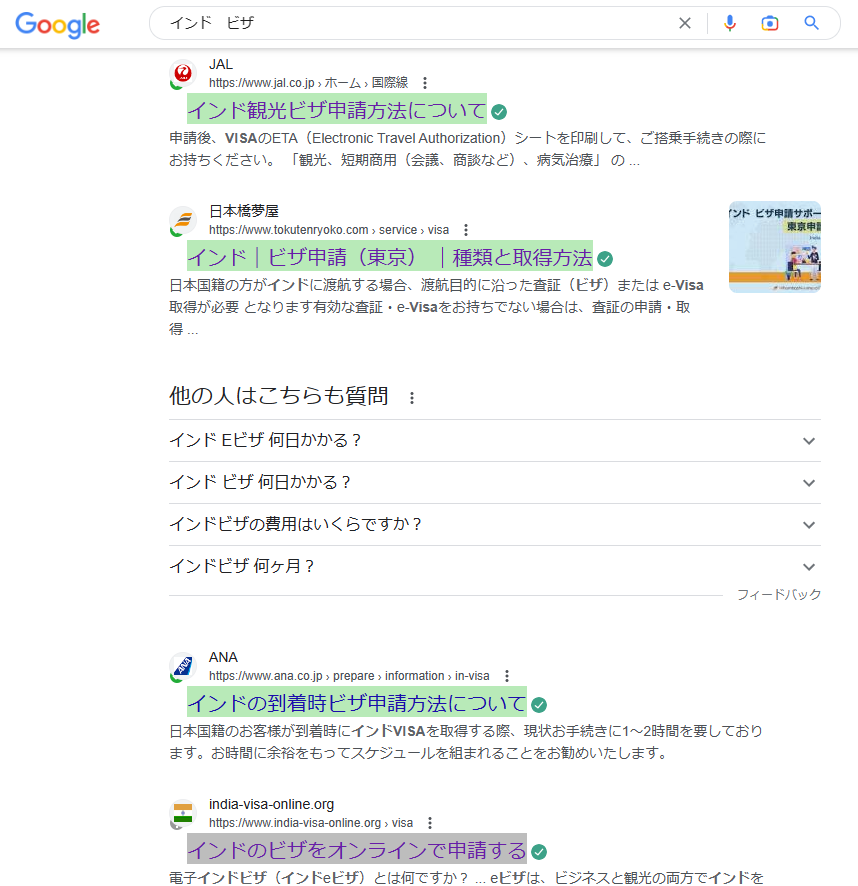 Google
インド　ビザ
JAL
https://www.jal.co.jp › ホーム › 国際線
インド観光ビザ申請方法について
申請後、VISAのETA（Electronic Travel Authorization）シートを印刷して、ご搭乗手続きの際に
お持ちください。 「観光、短期商用（会議、商談など）、病気治療」 の ...
日本橋夢屋
https://www.tokutenryoko.com › service › visa
インド｜ビザ申請（東京） ｜種類と取得方法
インド ビザ申請サポー
東京申請
日本国籍の方がインドに渡航する場合、渡航目的に沿った査証（ビザ）または e-Visa
取得が必要 となります有効な査証・e-Visaをお持ちでない場合は、査証の申請・取
得 ...
他の人はこちらも質問
インド Eビザ 何日かかる？
インド ビザ 何日かかる？
インドビザの費用はいくらですか？
インドビザ 何ヶ月？
フィードバック
ANA
ANA
https://www.ana.co.jp › prepare › information › in-visa
インドの到着時ビザ申請方法について
日本国籍のお客様が到着時にインドVISAを取得する際、現状お手続きに1〜2時間を要しており
ます。お時間に余裕をもってスケジュールを組まれることをお勧めいたします。
india-visa-online.org
https://www.india-visa-online.org › visa
インドのビザをオンラインで申請する
電子インドビザ（インドeビザ）とは何ですか？ ... eビザは、ビジネスと観光の両方でインドを